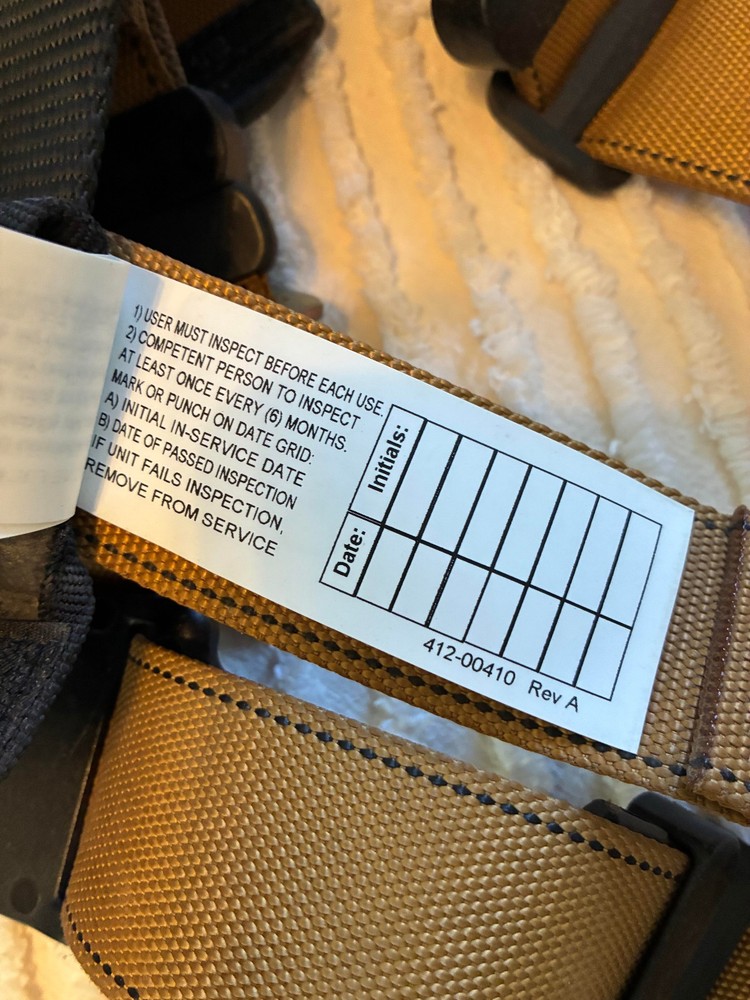 1) USER MUST INSPECT BEFORE EACH USE.
2) COMPETENT PERSON TO INSPECT
AT LEAST ONCE EVERY (6) MONTHS.
MARK OR PUNCH ON DATE GRID:
A) INITIAL IN-SERVICE DATE
B) DATE OF PASSED INSPECTION
IF UNIT FAILS INSPECTION,
REMOVE FROM SERVICE
Initials:
Date:
412-00410 Rev A